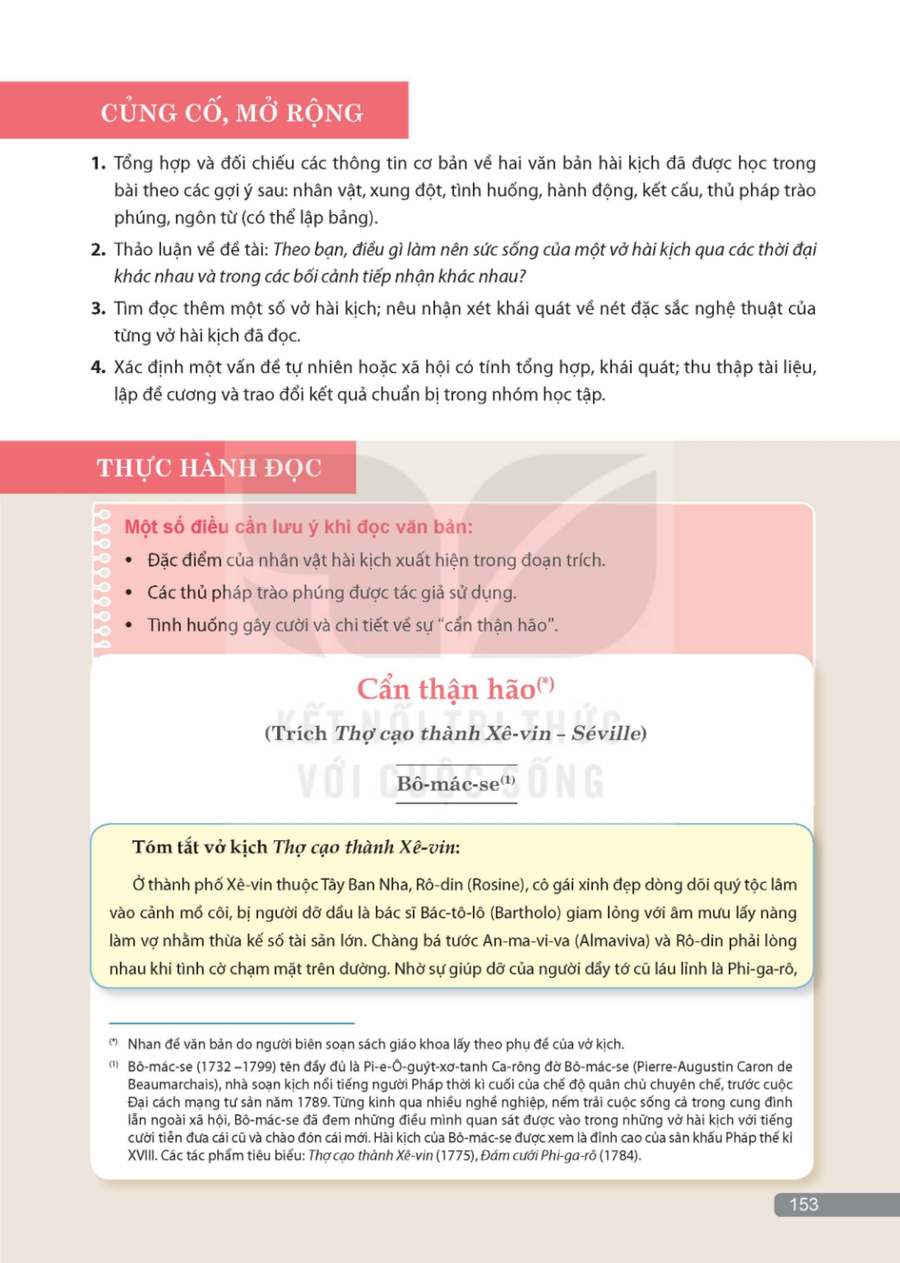 CỦNG CỐ, MỞ RỘNG
1. Tổng hợp và đối chiếu các thông tin cơ bản về hai văn bản hài kịch đã được học trong
bài theo các gợi ý sau: nhân vật, xung đột, tình huống, hành động, kết cấu, thủ pháp trào
phúng, ngôn từ (có thể lập bảng).
2. Thảo luận về đề tài: Theo bạn, điều gì làm nên sức sống của một vở hài kịch qua các thời đại
khác nhau và trong các bối cảnh tiếp nhận khác nhau?
3. Tìm đọc thêm một số vở hài kịch; nêu nhận xét khái quát về nét đặc sắc nghệ thuật của
từng vở hài kịch đã đọc.
4. Xác định một vấn đề tự nhiên hoặc xã hội có tính tổng hợp, khái quát; thu thập tài liệu,
lập đề cương và trao đổi kết quả chuẩn bị trong nhóm học tập.
THỰC HÀNH ĐỌC
Một số điều cần lưu ý khi đọc văn bản:
• Đặc điểm của nhân vật hài kịch xuất hiện trong đoạn trích.
• Các thủ pháp trào phúng được tác giả sử dụng.
• Tình huống gây cười và chi tiết về sự “cẩn thận hão”.
Cẩn thận hão(*)
KẾT NỐI TRI THỨC
(Trích Thợ cạo thành Xê-vin – Séville)
VỚI CUỘC SỐNG
Bô-mác-se(1)
Tóm tắt vở kịch Thợ cạo thành Xê-vin:
Ở thành phố Xê-vin thuộc Tây Ban Nha, Rô-din (Rosine), cô gái xinh đẹp dòng dõi quý tộc lâm
vào cảnh mồ côi, bị người đỡ đầu là bác sĩ Bác-tô-lô (Bartholo) giam lỏng với âm mưu lấy nàng
làm vợ nhằm thừa kế số tài sản lớn. Chàng bá tước An-ma-vi-va (Almaviva) và Rô-din phải lòng
nhau khi tình cờ chạm mặt trên đường. Nhờ sự giúp đỡ của người đầy tớ cũ láu lỉnh là Phi-ga-rô,
(*) Nhan đề văn bản do người biên soạn sách giáo khoa lấy theo phụ đề của vở kịch.
(1) Bô-mác-se (1732 –1799) tên đầy đủ là Pi-e-Ô-guýt-xơ-tanh Ca-rông đờ Bô-mác-se (Pierre-Augustin Caron de
Beaumarchais), nhà soạn kịch nổi tiếng người Pháp thời kì cuối của chế độ quân chủ chuyên chế, trước cuộc
Đại cách mạng tư sản năm 1789. Từng kinh qua nhiều nghề nghiệp, nếm trải cuộc sống cả trong cung đình
lẫn ngoài xã hội, Bô-mác-se đã đem những điều mình quan sát được vào trong những vở hài kịch với tiếng
cười tiễn đưa cái cũ và chào đón cái mới. Hài kịch của Bô-mác-se được xem là đỉnh cao của sân khấu Pháp thế kỉ
XVIII. Các tác phẩm tiêu biểu: Thợ cạo thành Xê-vin (1775), Đám cưới Phi-ga-rô (1784).
153